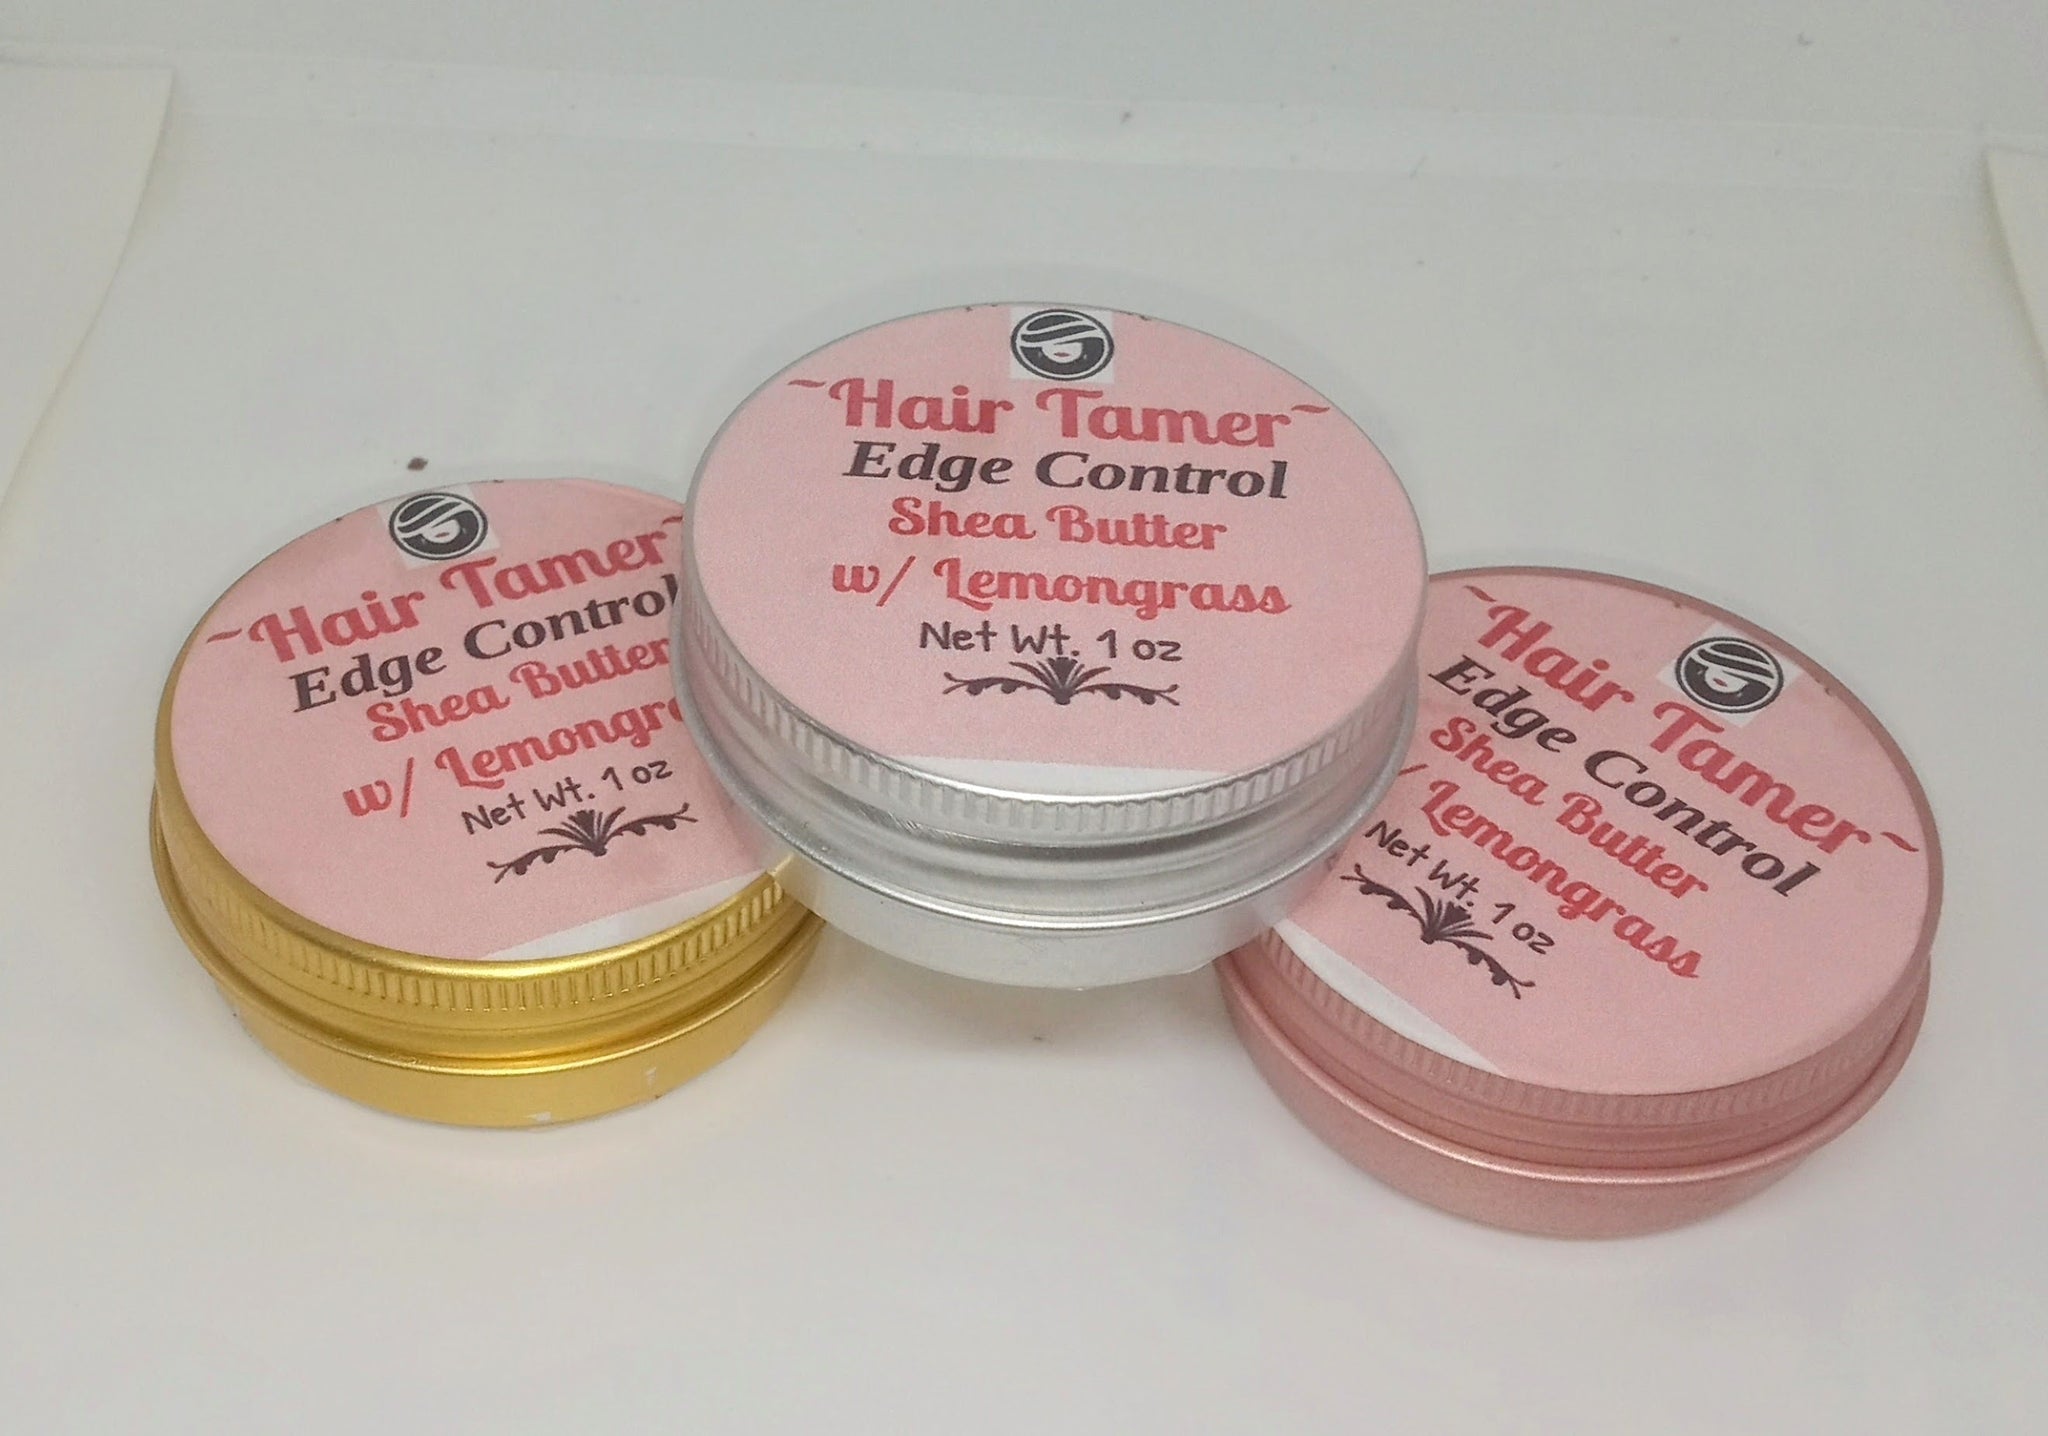 ~Hair Tamer~
Edge Control
Shea Butter
w/ Lemongrass
Net Wt. 1 oz
~Hair Tamer~
Edge Control
Shea Butter
w/ Lemongra
Net Wt. 1 oz
~Hair Tamer~
Edge Control
Shea Butter
/ Lemongrass
Net Wt. 1 oz